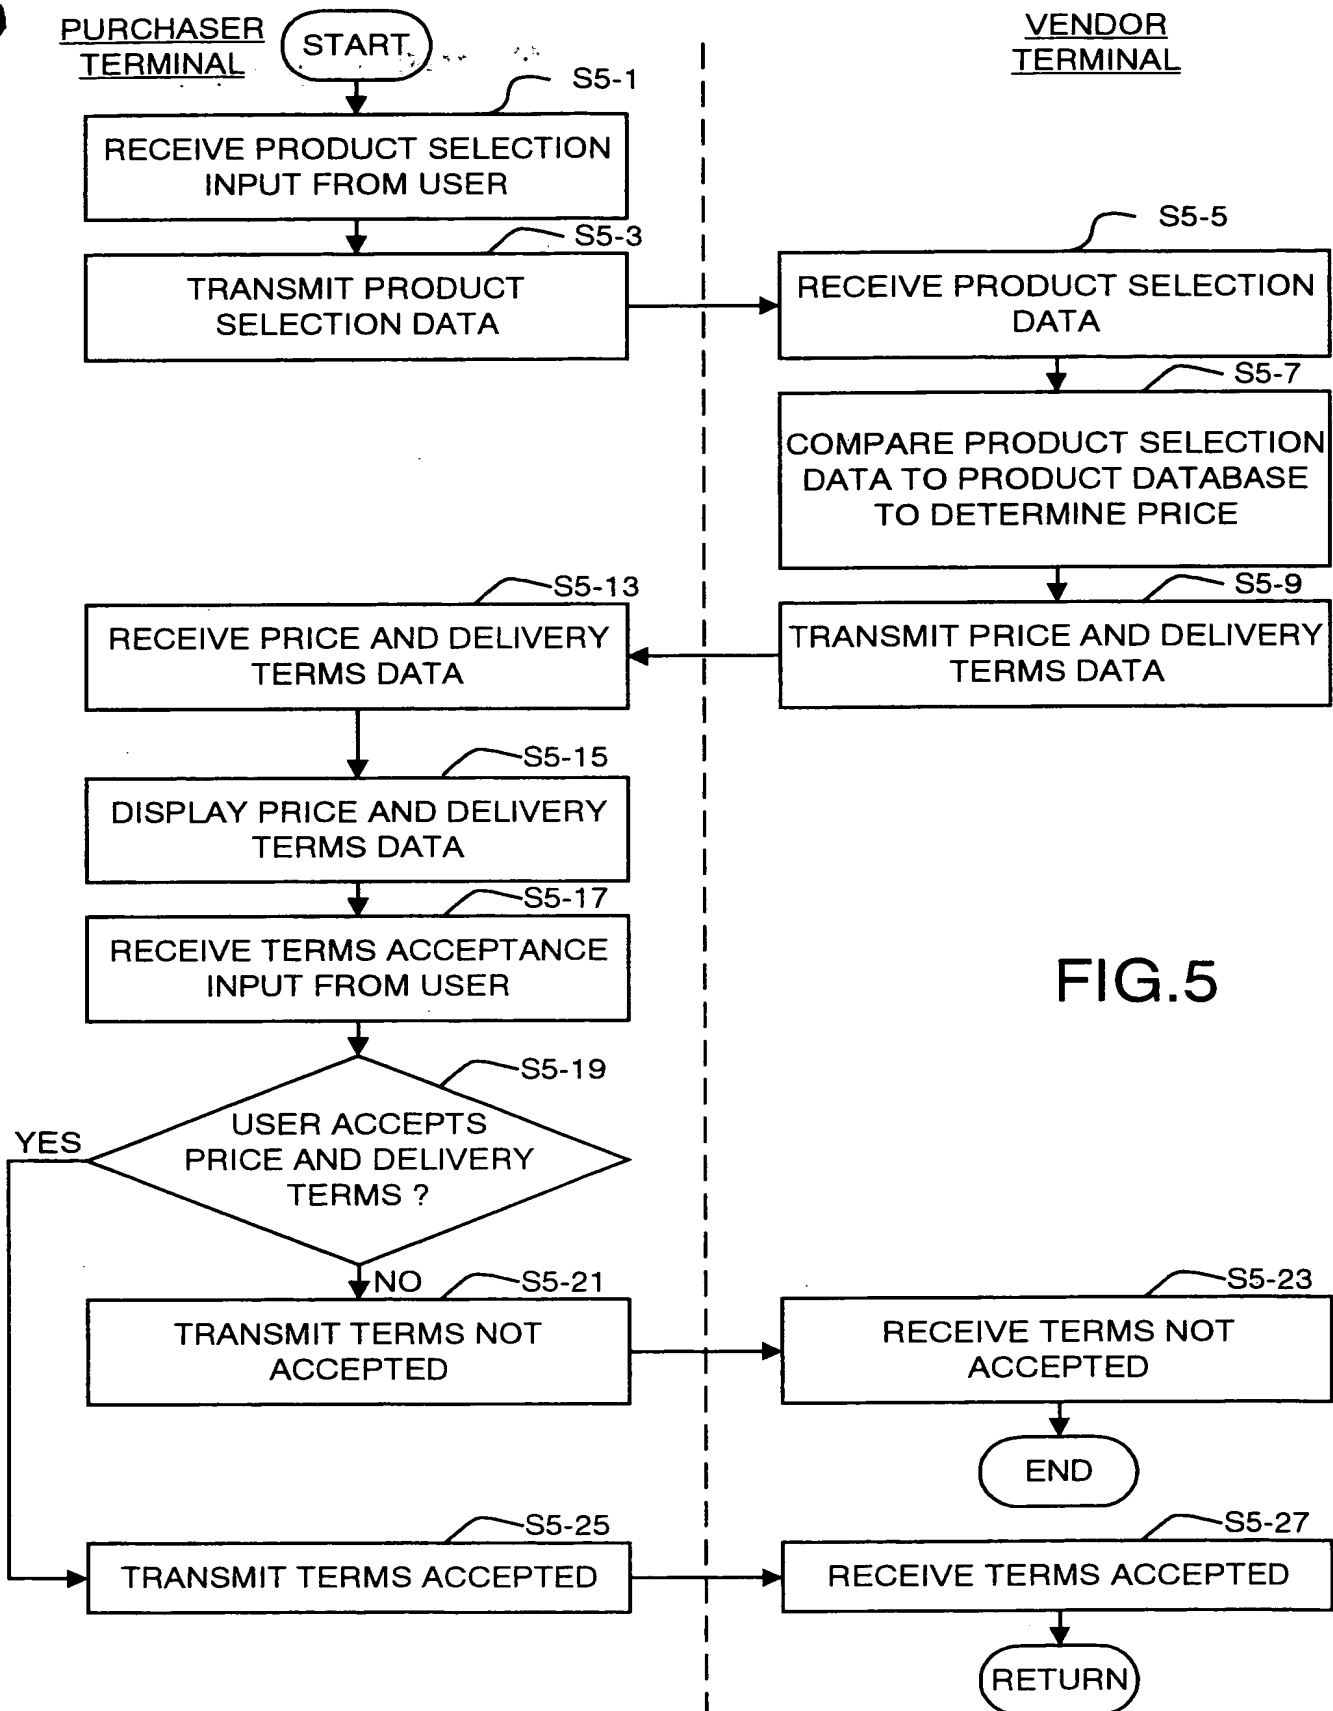 PURCHASER
TERMINAL
START
VENDOR
TERMINAL
S5-1
RECEIVE PRODUCT SELECTION
INPUT FROM USER
S5-3
TRANSMIT PRODUCT
SELECTION DATA
S5-5
RECEIVE PRODUCT SELECTION
DATA
S5-7
COMPARE PRODUCT SELECTION
DATA TO PRODUCT DATABASE
TO DETERMINE PRICE
S5-9
TRANSMIT PRICE AND DELIVERY
TERMS DATA
S5-13
RECEIVE PRICE AND DELIVERY
TERMS DATA
S5-15
DISPLAY PRICE AND DELIVERY
TERMS DATA
S5-17
RECEIVE TERMS ACCEPTANCE
INPUT FROM USER
FIG.5
S5-19
USER ACCEPTS
PRICE AND DELIVERY
TERMS ?
YES
NO
S5-21
TRANSMIT TERMS NOT
ACCEPTED
S5-23
RECEIVE TERMS NOT
ACCEPTED
END
S5-25
TRANSMIT TERMS ACCEPTED
S5-27
RECEIVE TERMS ACCEPTED
RETURN